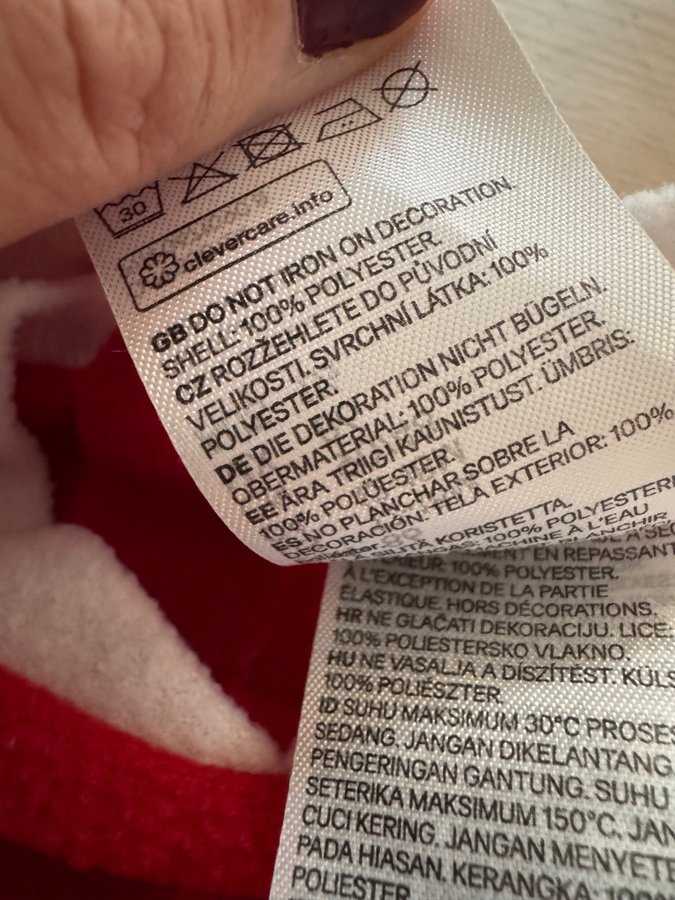 30
clevercare.info
GB DO NOT IRON ON DECORATION.
SHELL: 100% POLYESTER.
CZ ROZŽEHLETE DO PŮVODNÍ
VELIKOSTI. SVRCHNÍ LÁTKA: 100%
POLYESTER.
DE DIE DEKORATION NICHT BÜGELN.
OBERMATERIAL: 100% POLYESTER.
EE ÄRA TRIIGI KAUNISTUST. ÜMBRIS:
100% POLÜESTER.
ES NO PLANCHAR SOBRE LA
DECORACIÓN. TELA EXTERIOR: 100%
KORISTETTA.
100% POLYESTERI
À L'EAU
EN REPASSANT
100% POLYESTER.
À L'EXCEPTION DE LA PARTIE
ÉLASTIQUE. HORS DÉCORATIONS.
HR NE GLAČATI DEKORACIJU. LICE:
100% POLIESTERSKO VLAKNO.
HU NE VASALJA A DÍSZÍTÉST. KÜLS
100% POLIÉSZTER.
ID SUHU MAKSIMUM 30°C PROSES
SEDANG. JANGAN DIKELANTANG.
PENGERINGAN GANTUNG. SUHU
SETERIKA MAKSIMUM 150°C. JAN
CUCI KERING. JANGAN MENYETE
PADA HIASAN. KERANGKA: 100%
POLIESTER